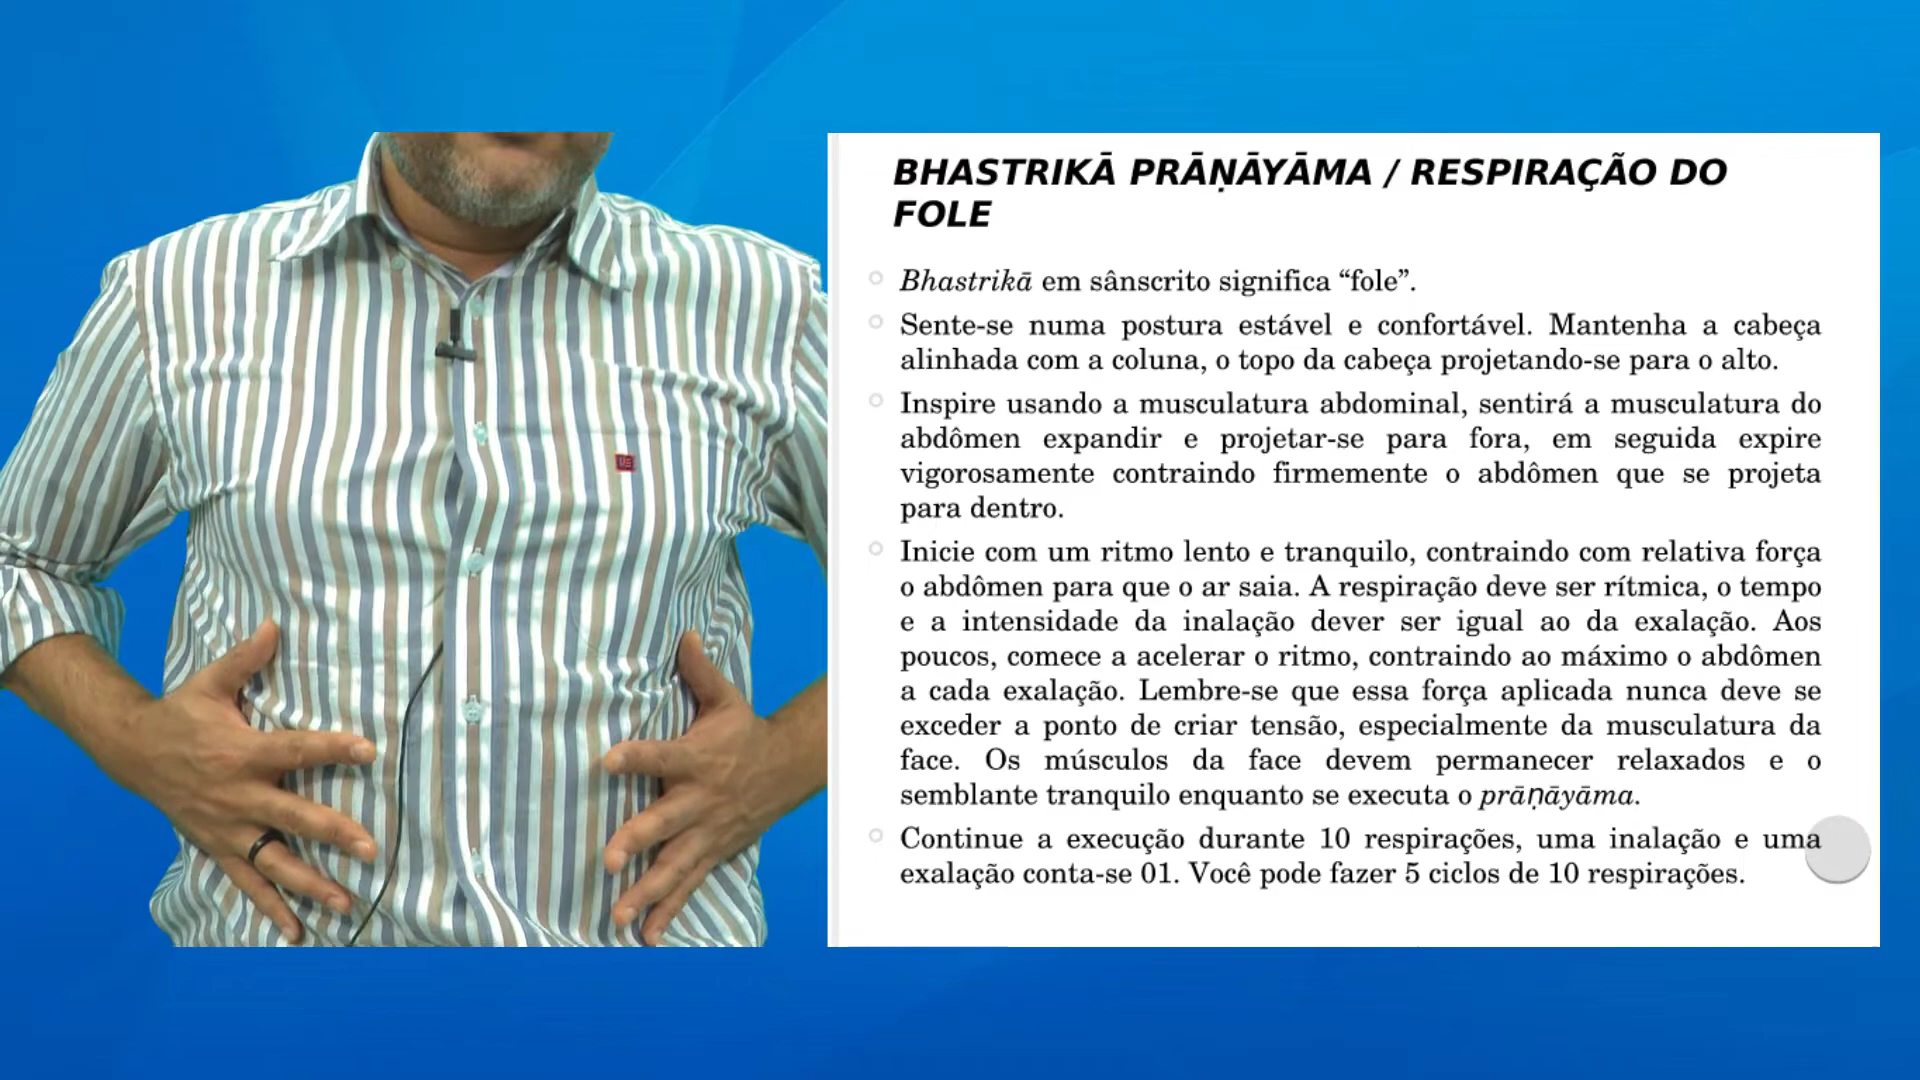 BHASTRIKĀ PRĀṆĀYĀMA / RESPIRAÇÃO DO
FOLE
Bhastrikā em sânscrito significa “fole”.
Sente-se numa postura estável e confortável. Mantenha a cabeça
alinhada com a coluna, o topo da cabeça projetando-se para o alto.
Inspire usando a musculatura abdominal, sentirá a musculatura do
abdômen expandir e projetar-se para fora, em seguida expire
vigorosamente contraindo firmemente o abdômen que se projeta
para dentro.
Inicie com um ritmo lento e tranquilo, contraindo com relativa força
o abdômen para que o ar saia. A respiração deve ser rítmica, o tempo
e a intensidade da inalação dever ser igual ao da exalação. Aos
poucos, comece a acelerar o ritmo, contraindo ao máximo o abdômen
a cada exalação. Lembre-se que essa força aplicada nunca deve se
exceder a ponto de criar tensão, especialmente da musculatura da
face. Os músculos da face devem permanecer relaxados e o
semblante tranquilo enquanto se executa o prāṇāyāma.
Continue a execução durante 10 respirações, uma inalação e uma
exalação conta-se 01. Você pode fazer 5 ciclos de 10 respirações.